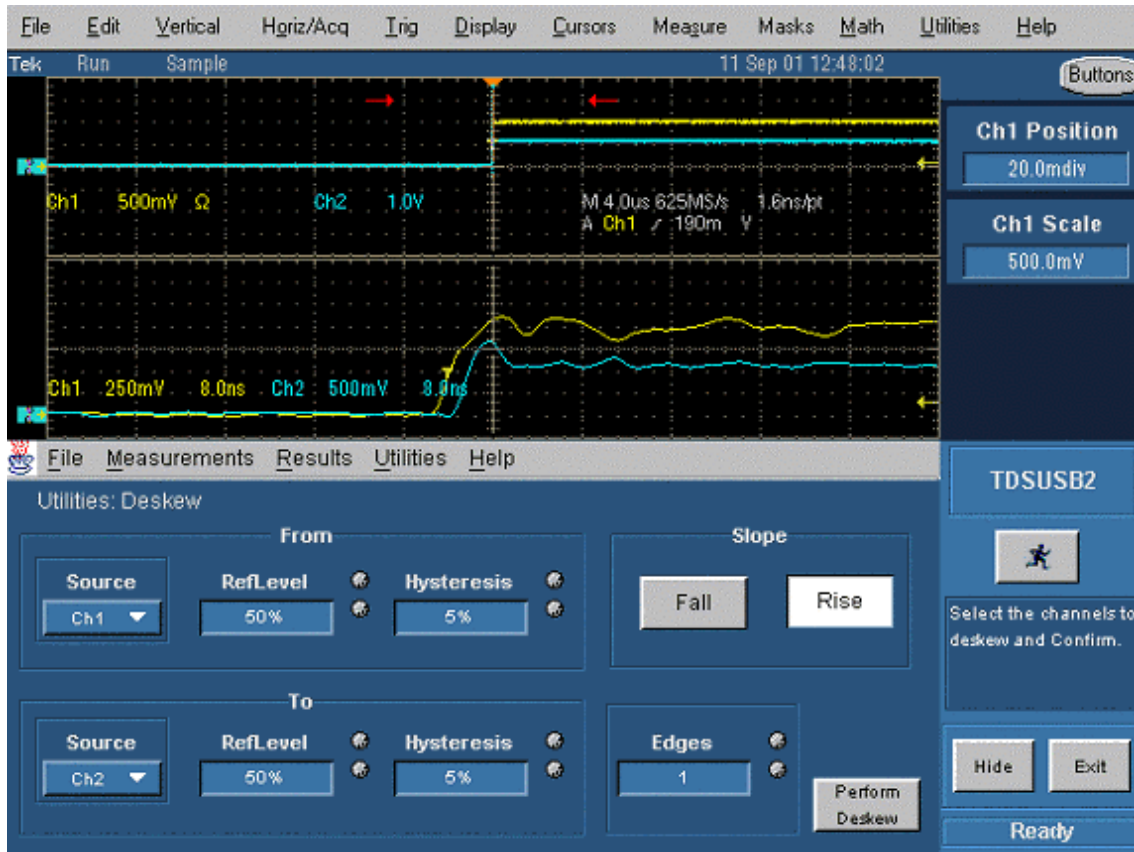 File Edit Vertical Horiz/Acq Trig Display Cursors Measure Masks Math Utilities Help
Tek Run Sample 11 Sep 01 12:48:02
Buttons
Ch1 Position
20.0mdiv
Ch1 500mV Ω Ch2 1.0V M 4.0us 625MS/s 1.6ns/pt
A Ch1 190m V
Ch1 Scale
500.0mV
Ch1 250mV 8.0ns Ch2 500mV 8.0ns
File Measurements Results Utilities Help
TDSUSB2
Utilities: Deskew
From
Source RefLevel Hysteresis
Ch1 50% 5%
Slope
Fall Rise
Select the channels to
deskew and Confirm.
To
Source RefLevel Hysteresis
Ch2 50% 5%
Edges
1
Perform
Deskew
Hide Exit
Ready